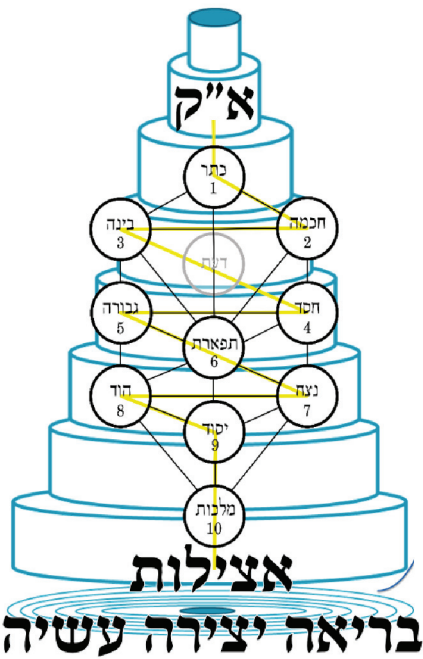 א״ק
כתר
1
חכמה
2
בינה
3
דעת
חסד
4
גבורה
5
תפארת
6
נצח
7
הוד
8
יסוד
9
מלכות
10
אצילות
בריאה יצירה עשיה